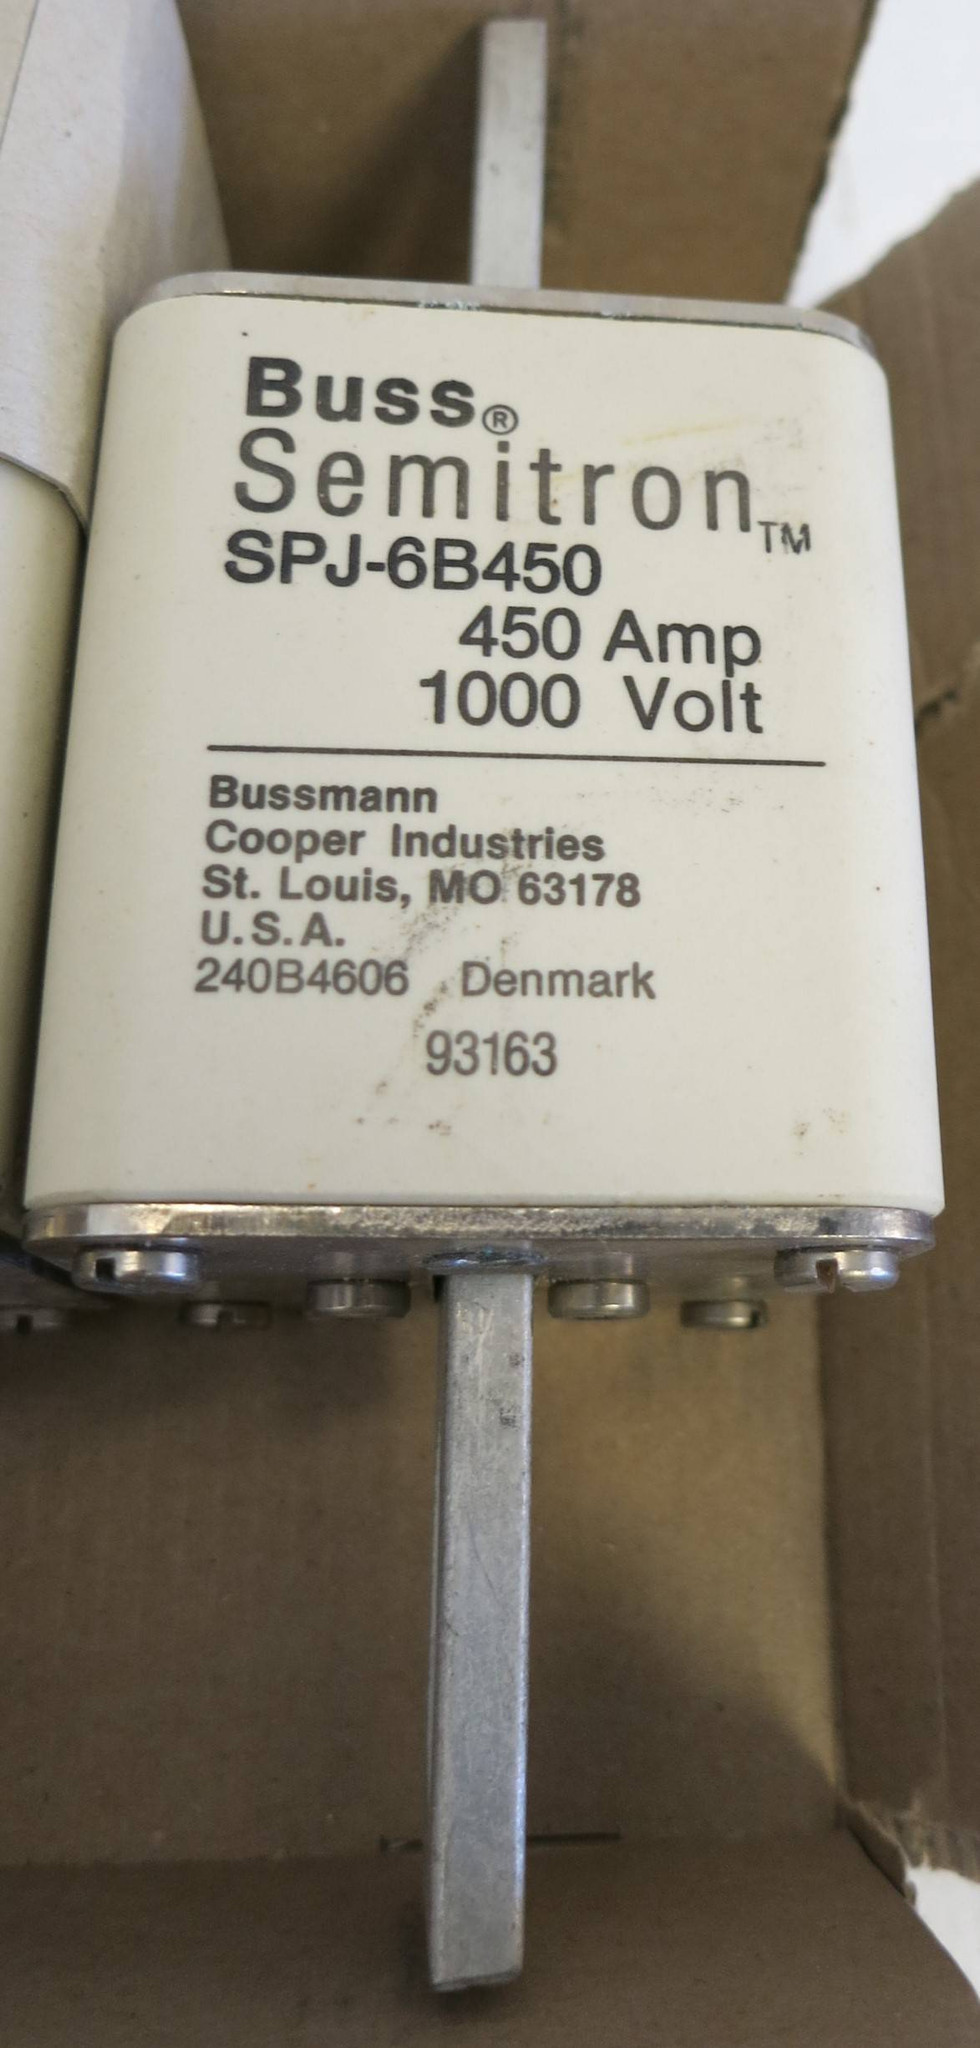 Buss®
Semitron™
SPJ-6B450
450 Amp
1000 Volt
Bussmann
Cooper Industries
St. Louis, MO 63178
U.S.A.
240B4606 Denmark
93163